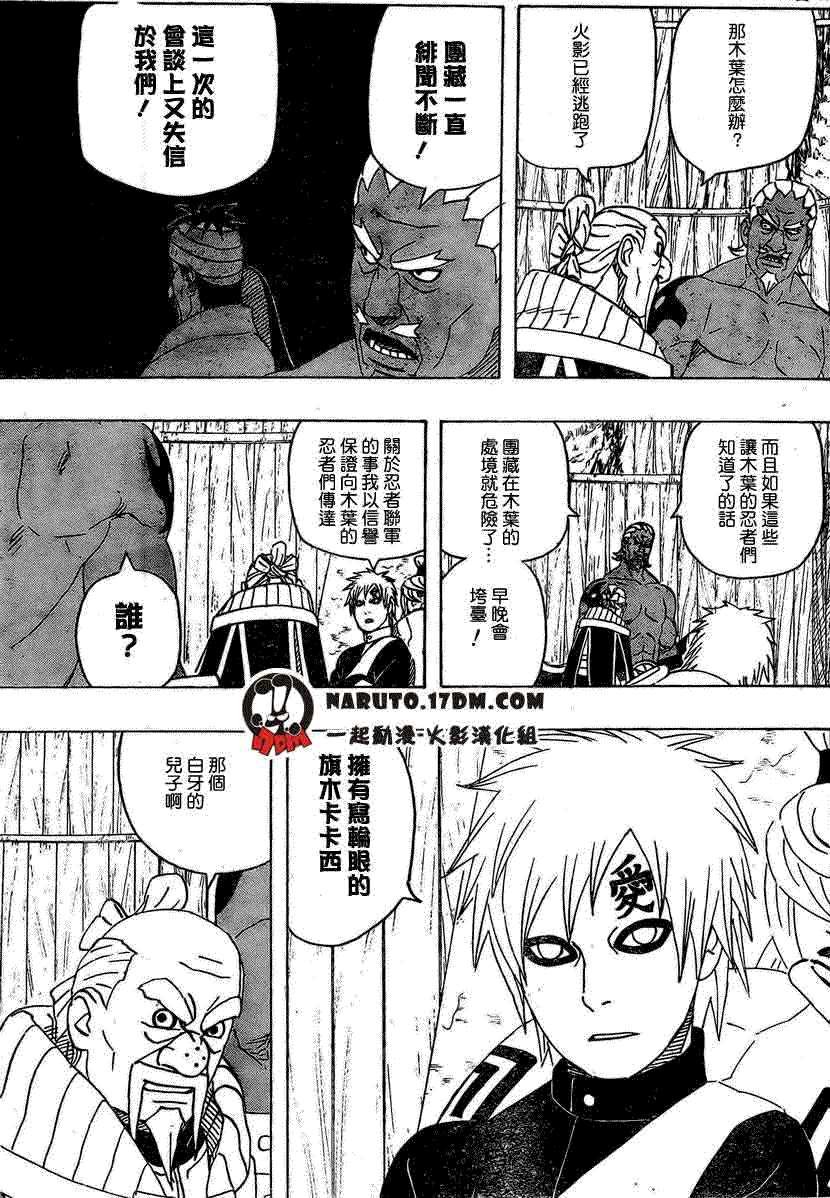 那木葉怎麼辦?
火影已經逃跑了
團藏一直
緋聞不斷!
這一次的
會談上又失信
於我們!
而且如果這些
讓木葉的忍者們
知道了的話
團藏在木葉的
處境就危險了…
早晚會
垮臺!
關於忍者聯軍
的事我以信譽
保證向木葉的
忍者們傳達
誰?
NARUTO.17DM.COM
17DM
一起動漫-火影漢化組
愛
擁有寫輪眼的
旗木卡卡西
那個
白牙的
兒子啊